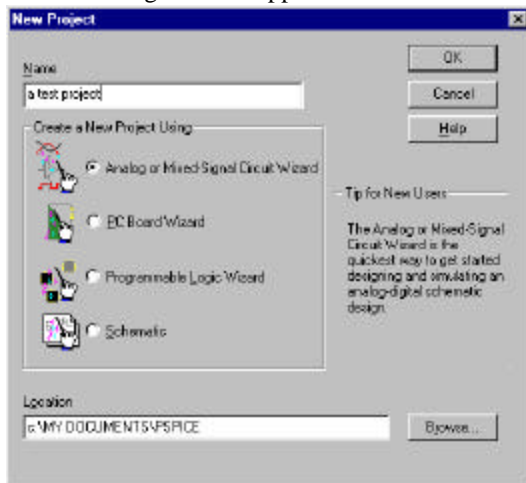 New Project
Name
a test project
OK
Cancel
Help
Create a New Project Using
Analog or Mixed-Signal Circuit Wizard
PC Board Wizard
Programmable Logic Wizard
Schematic
Tip for New Users
The Analog or Mixed-Signal
Circuit Wizard is the
quickest way to get started
designing and simulating an
analog-digital schematic
design.
Location
c:\MY DOCUMENTS\PSPICE
Browse...